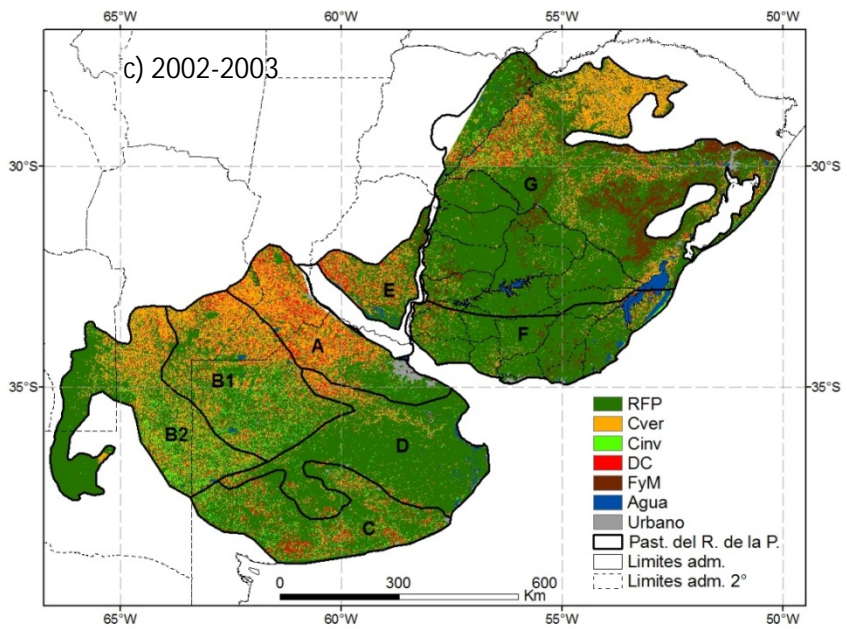 65°W 60°W 55°W 50°W
c) 2002-2003
30°S 30°S
G
E
A
F
35°S B1 35°S
B2
D
C
RFP
Cver
Cinv
DC
FyM
Agua
Urbano
Past. del R. de la P.
Limites adm.
Limites adm. 2°
0 300 600
Km
65°W 60°W 55°W 50°W